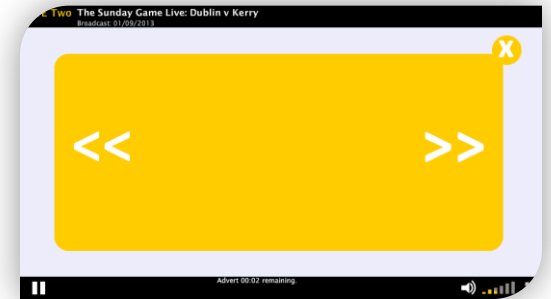 Two The Sunday Game Live: Dublin v Kerry
Broadcast: 01/09/2013
X
<< >>
Advert 00:02 remaining.